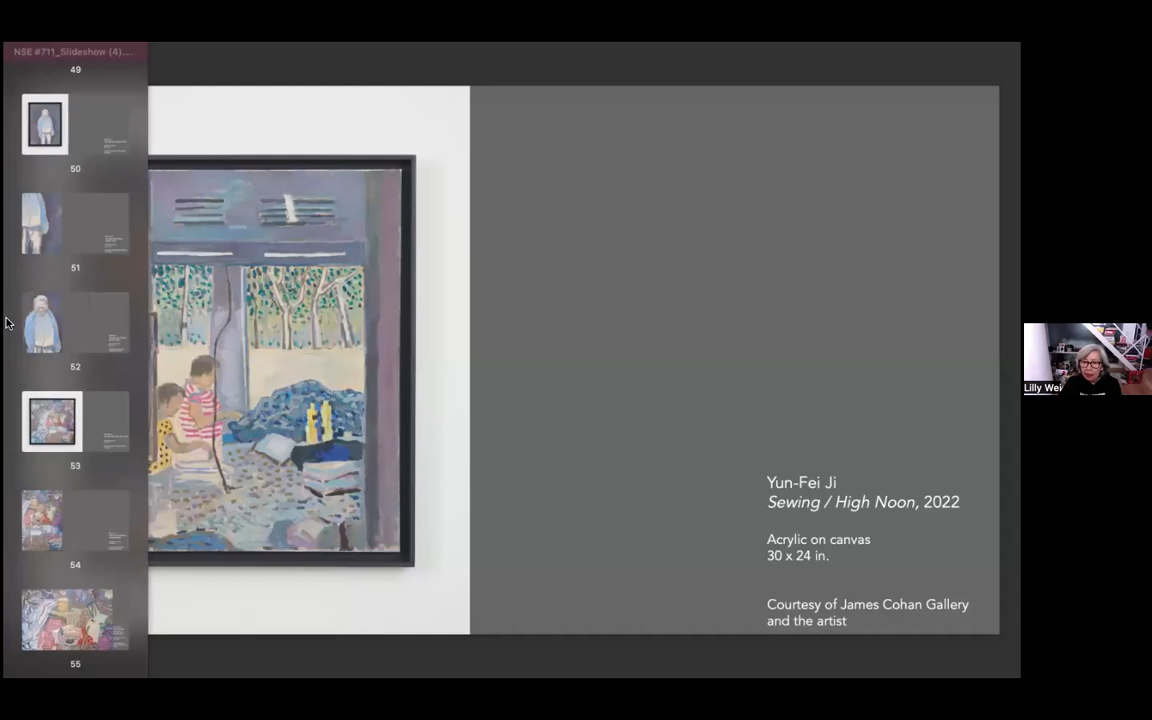 NSE #711_Slideshow (4)....
49
50
51
52
53
54
55
Yun-Fei Ji
Sewing / High Noon, 2022
Acrylic on canvas
30 x 24 in.
Courtesy of James Cohan Gallery
and the artist
Lilly Wei